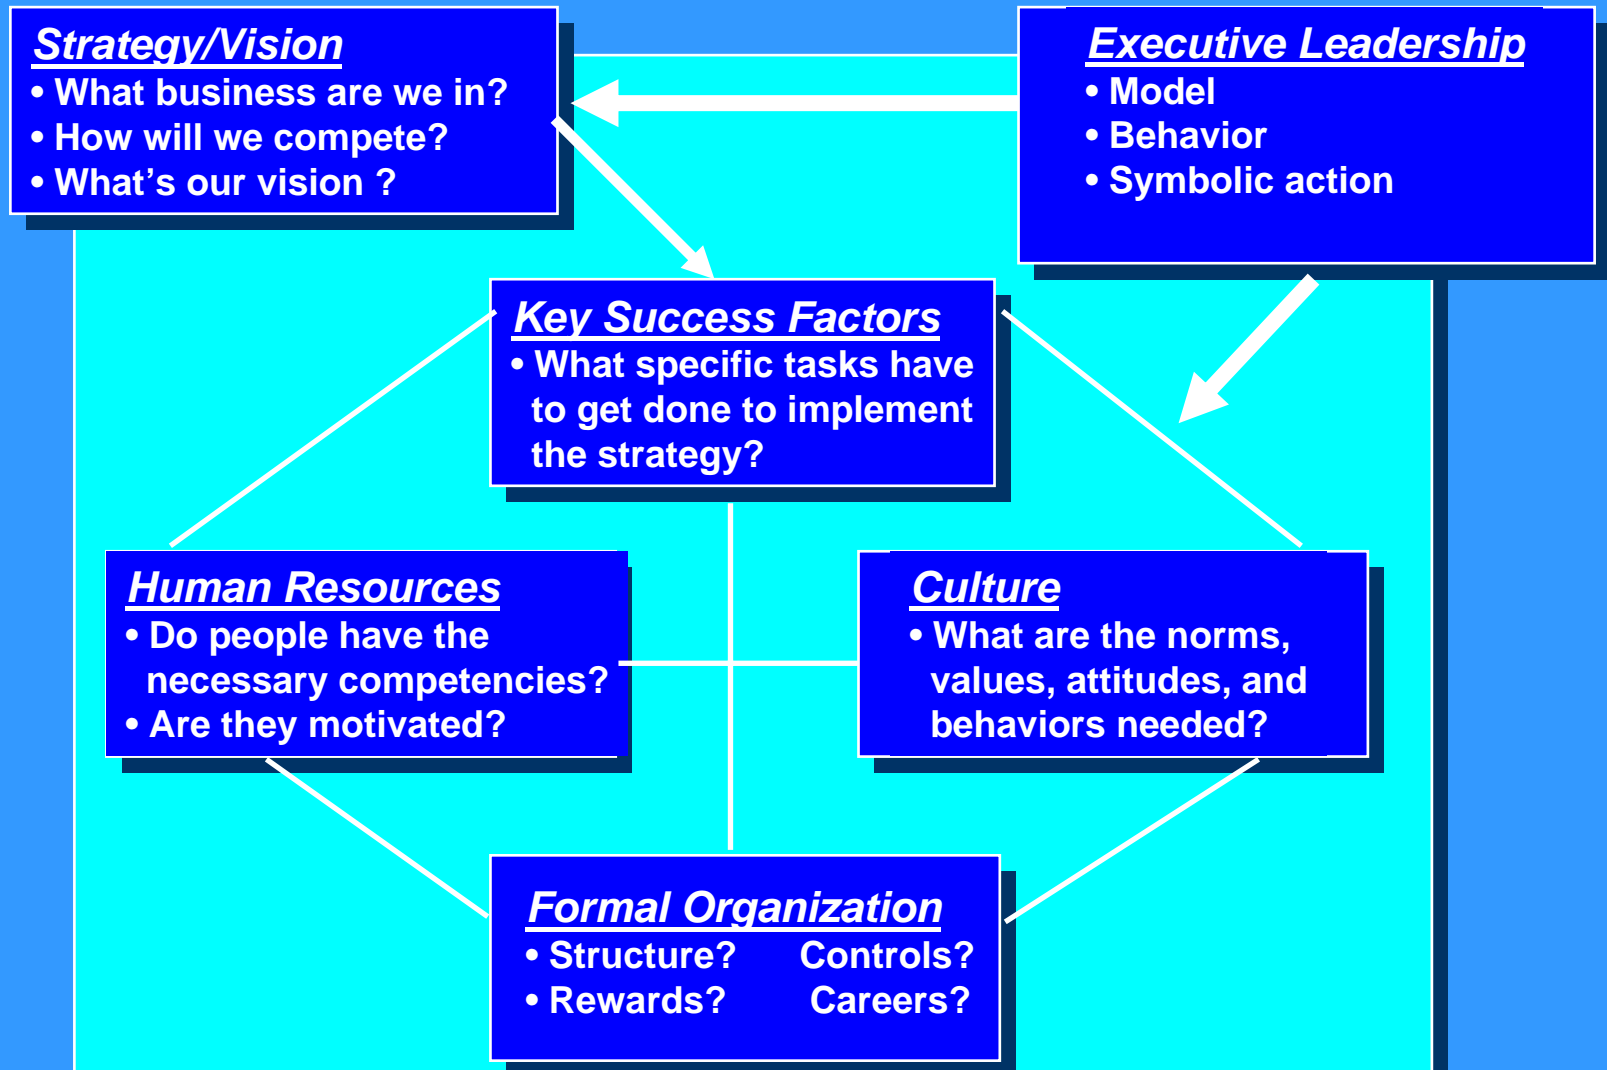 Strategy/Vision
• What business are we in?
• How will we compete?
• What's our vision ?
Executive Leadership
• Model
• Behavior
• Symbolic action
Key Success Factors
• What specific tasks have
to get done to implement
the strategy?
Human Resources
• Do people have the
necessary competencies?
• Are they motivated?
Culture
• What are the norms,
values, attitudes, and
behaviors needed?
Formal Organization
• Structure? Controls?
• Rewards? Careers?